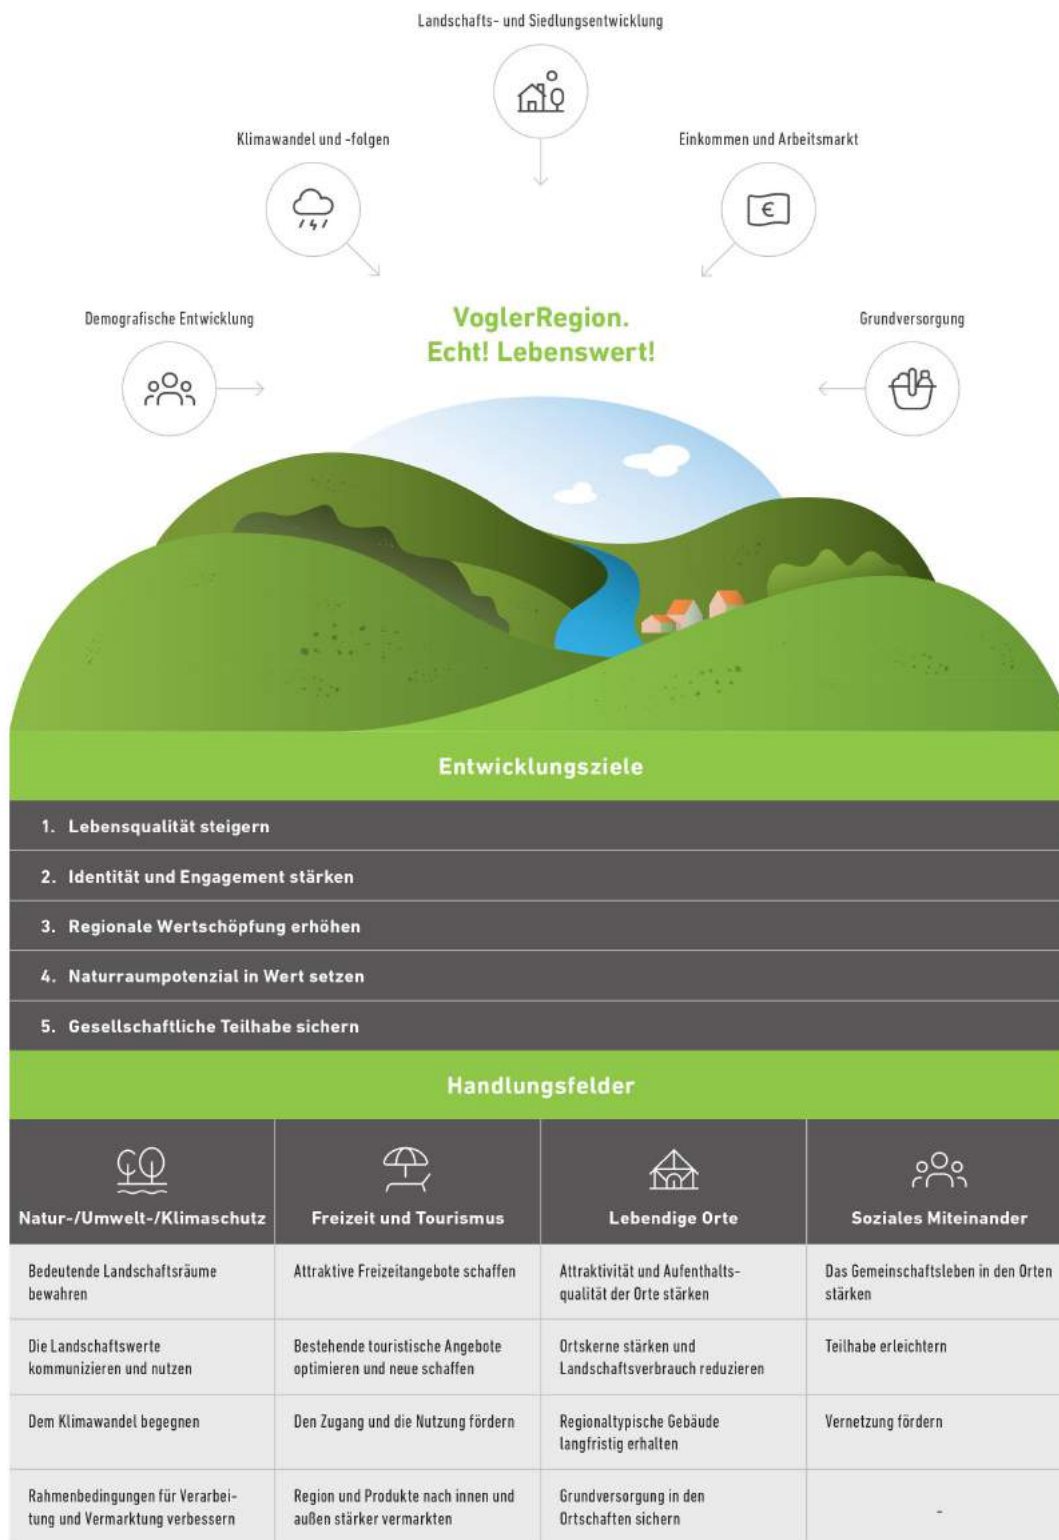 Landschafts- und Siedlungsentwicklung
Klimawandel und -folgen
Einkommen und Arbeitsmarkt
€
Demografische Entwicklung
VoglerRegion.
Echt! Lebenswert!
Grundversorgung
Entwicklungsziele
1. Lebensqualität steigern
2. Identität und Engagement stärken
3. Regionale Wertschöpfung erhöhen
4. Naturraumpotenzial in Wert setzen
5. Gesellschaftliche Teilhabe sichern
Handlungsfelder
Natur-/Umwelt-/Klimaschutz
Freizeit und Tourismus
Lebendige Orte
Soziales Miteinander
Bedeutende Landschaftsräume
bewahren
Attraktive Freizeitangebote schaffen
Attraktivität und Aufenthalts-
qualität der Orte stärken
Das Gemeinschaftsleben in den Orten
stärken
Die Landschaftswerte
kommunizieren und nutzen
Bestehende touristische Angebote
optimieren und neue schaffen
Ortskerne stärken und
Landschaftsverbrauch reduzieren
Teilhabe erleichtern
Dem Klimawandel begegnen
Den Zugang und die Nutzung fördern
Regionaltypische Gebäude
langfristig erhalten
Vernetzung fördern
Rahmenbedingungen für Verarbei-
tung und Vermarktung verbessern
Region und Produkte nach innen und
außen stärker vermarkten
Grundversorgung in den
Ortschaften sichern
-